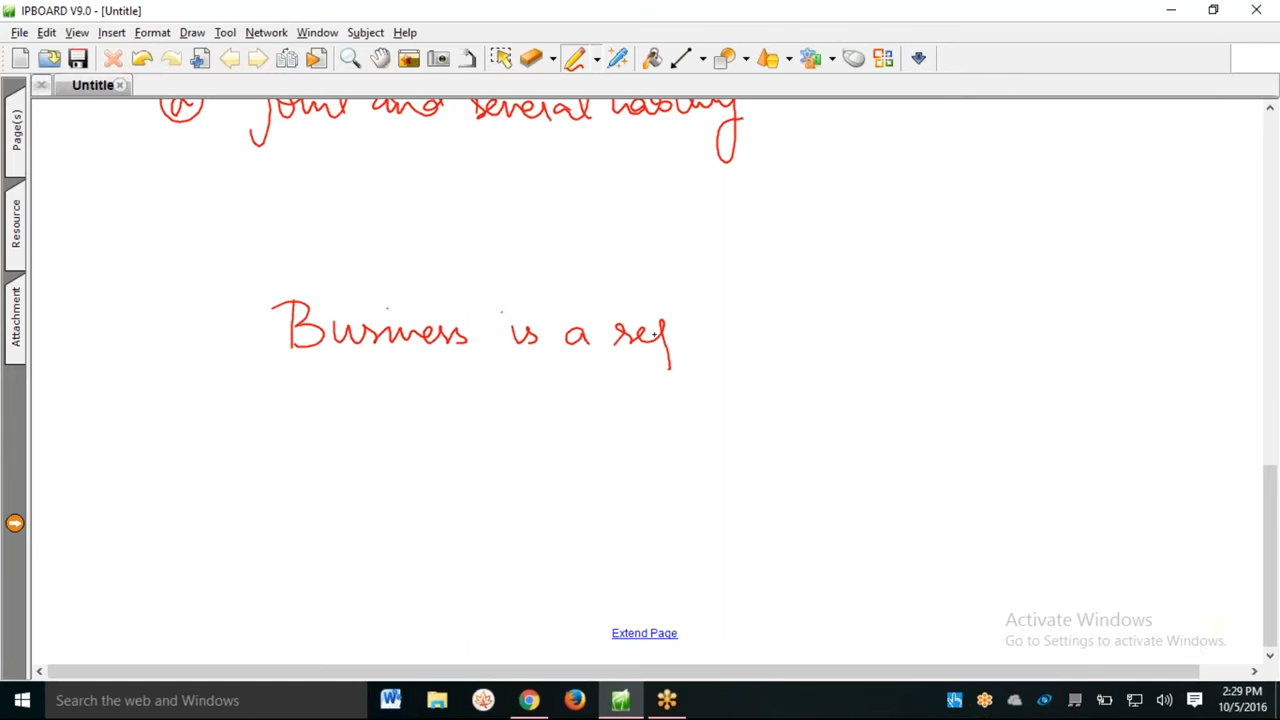 IPBOARD V9.0 - [Untitle]
File Edit View Insert Format Draw Tool Network Window Subject Help
Untitle
Page(s)
Resource
Attachment
joint and several liability
Business is a sep
Extend Page
Activate Windows
Go to Settings to activate Windows.
Search the web and Windows
2:29 PM
10/5/2016